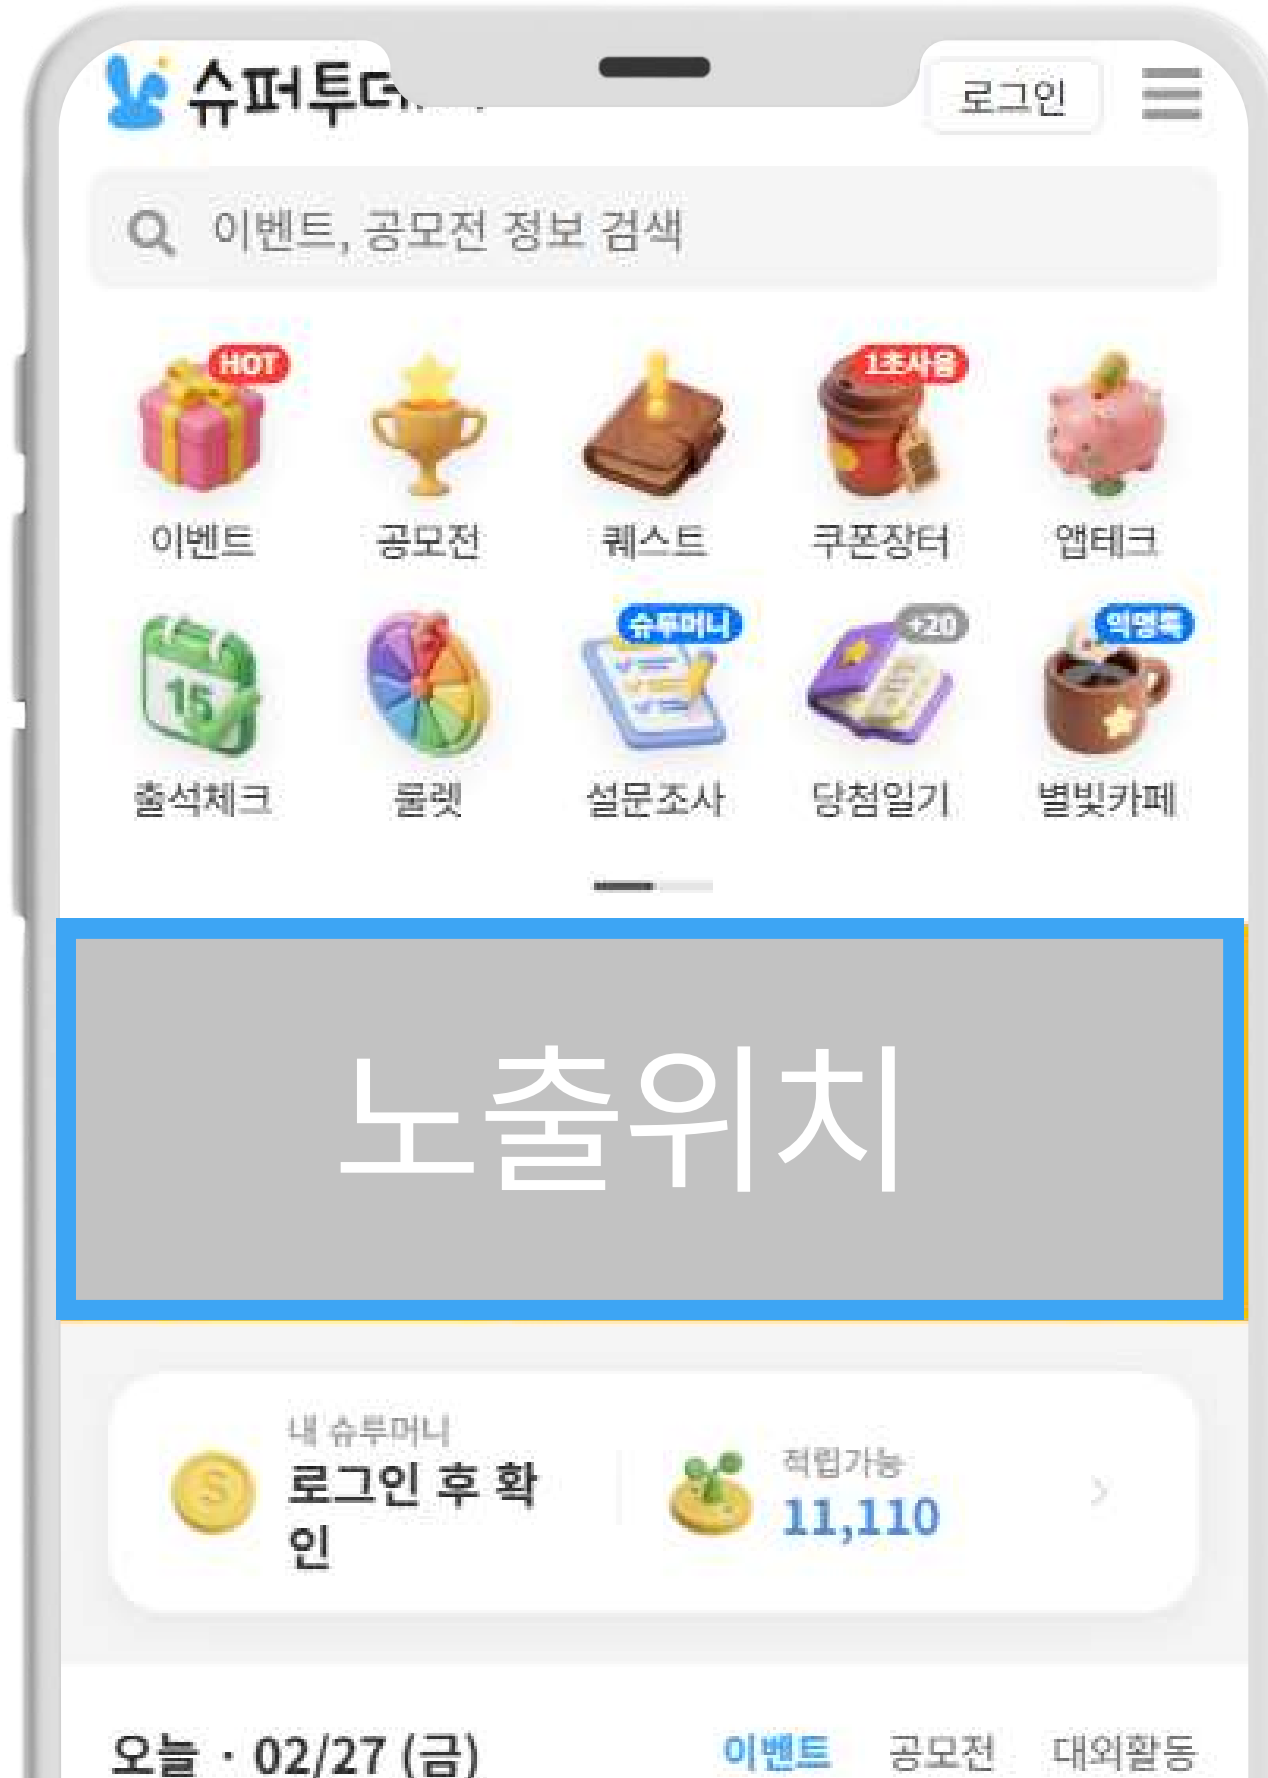 슈퍼투데
로그인
이벤트, 공모전 정보 검색
HOT
1초사용
이벤트
공모전
퀘스트
쿠폰장터
앱테크
슈투머니
+20
익명톡
15
출석체크
룰렛
설문조사
당첨일기
별빛카페
노출위치
내 슈투머니
로그인 후 확
인
S
적립가능
11,110
오늘 · 02/27 (금)
이벤트
공모전
대외활동